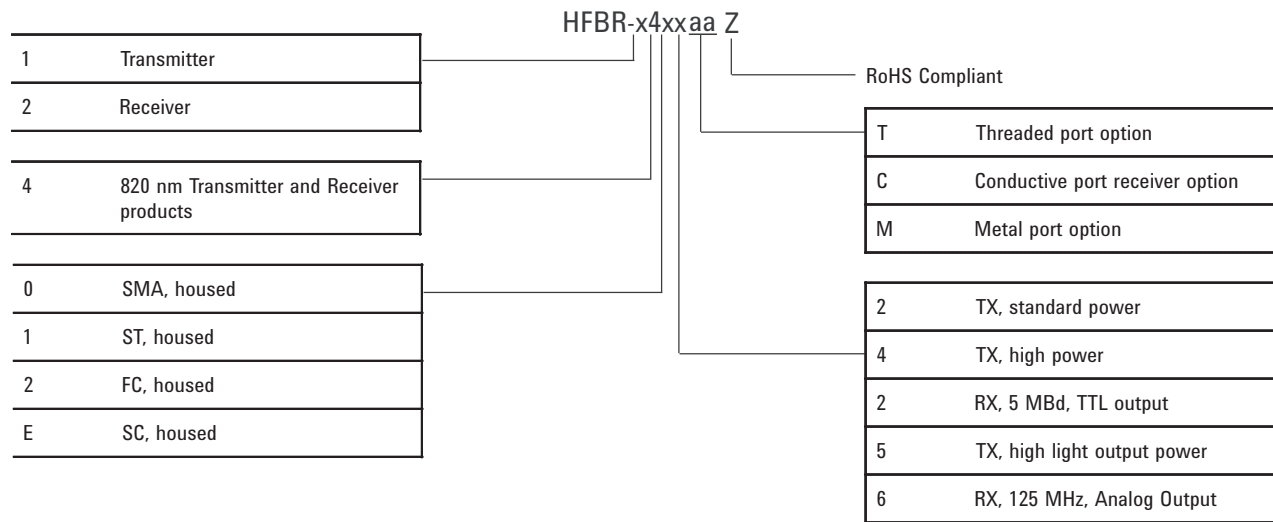 HFBR-x4xxaa Z
1 Transmitter
2 Receiver
4 820 nm Transmitter and Receiver
products
0 SMA, housed
1 ST, housed
2 FC, housed
E SC, housed
RoHS Compliant
T Threaded port option
C Conductive port receiver option
M Metal port option
2 TX, standard power
4 TX, high power
2 RX, 5 MBd, TTL output
5 TX, high light output power
6 RX, 125 MHz, Analog Output